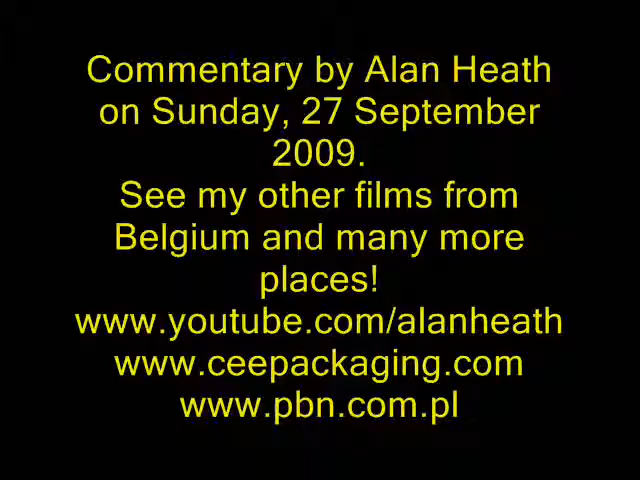 Commentary by Alan Heath
on Sunday, 27 September
2009.
See my other films from
Belgium and many more
places!
www.youtube.com/alanheath
www.ceepackaging.com
www.pbn.com.pl